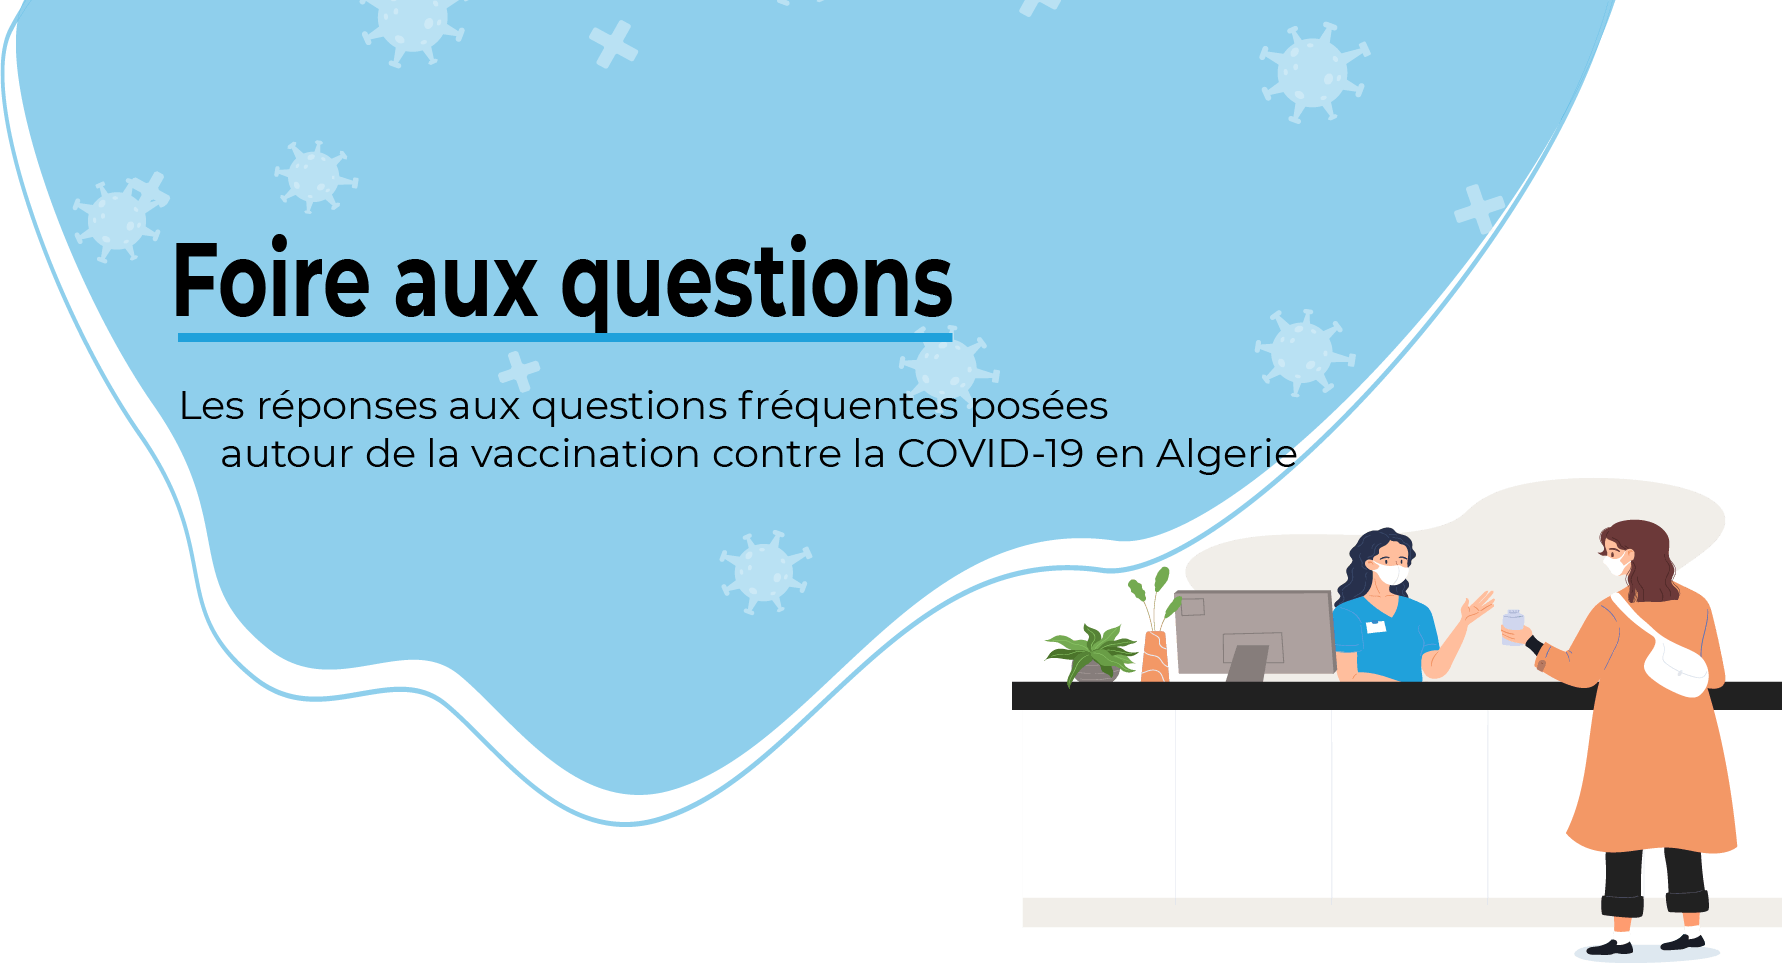 Foire aux questions
Les réponses aux questions fréquentes posées
autour de la vaccination contre la COVID-19 en Algerie